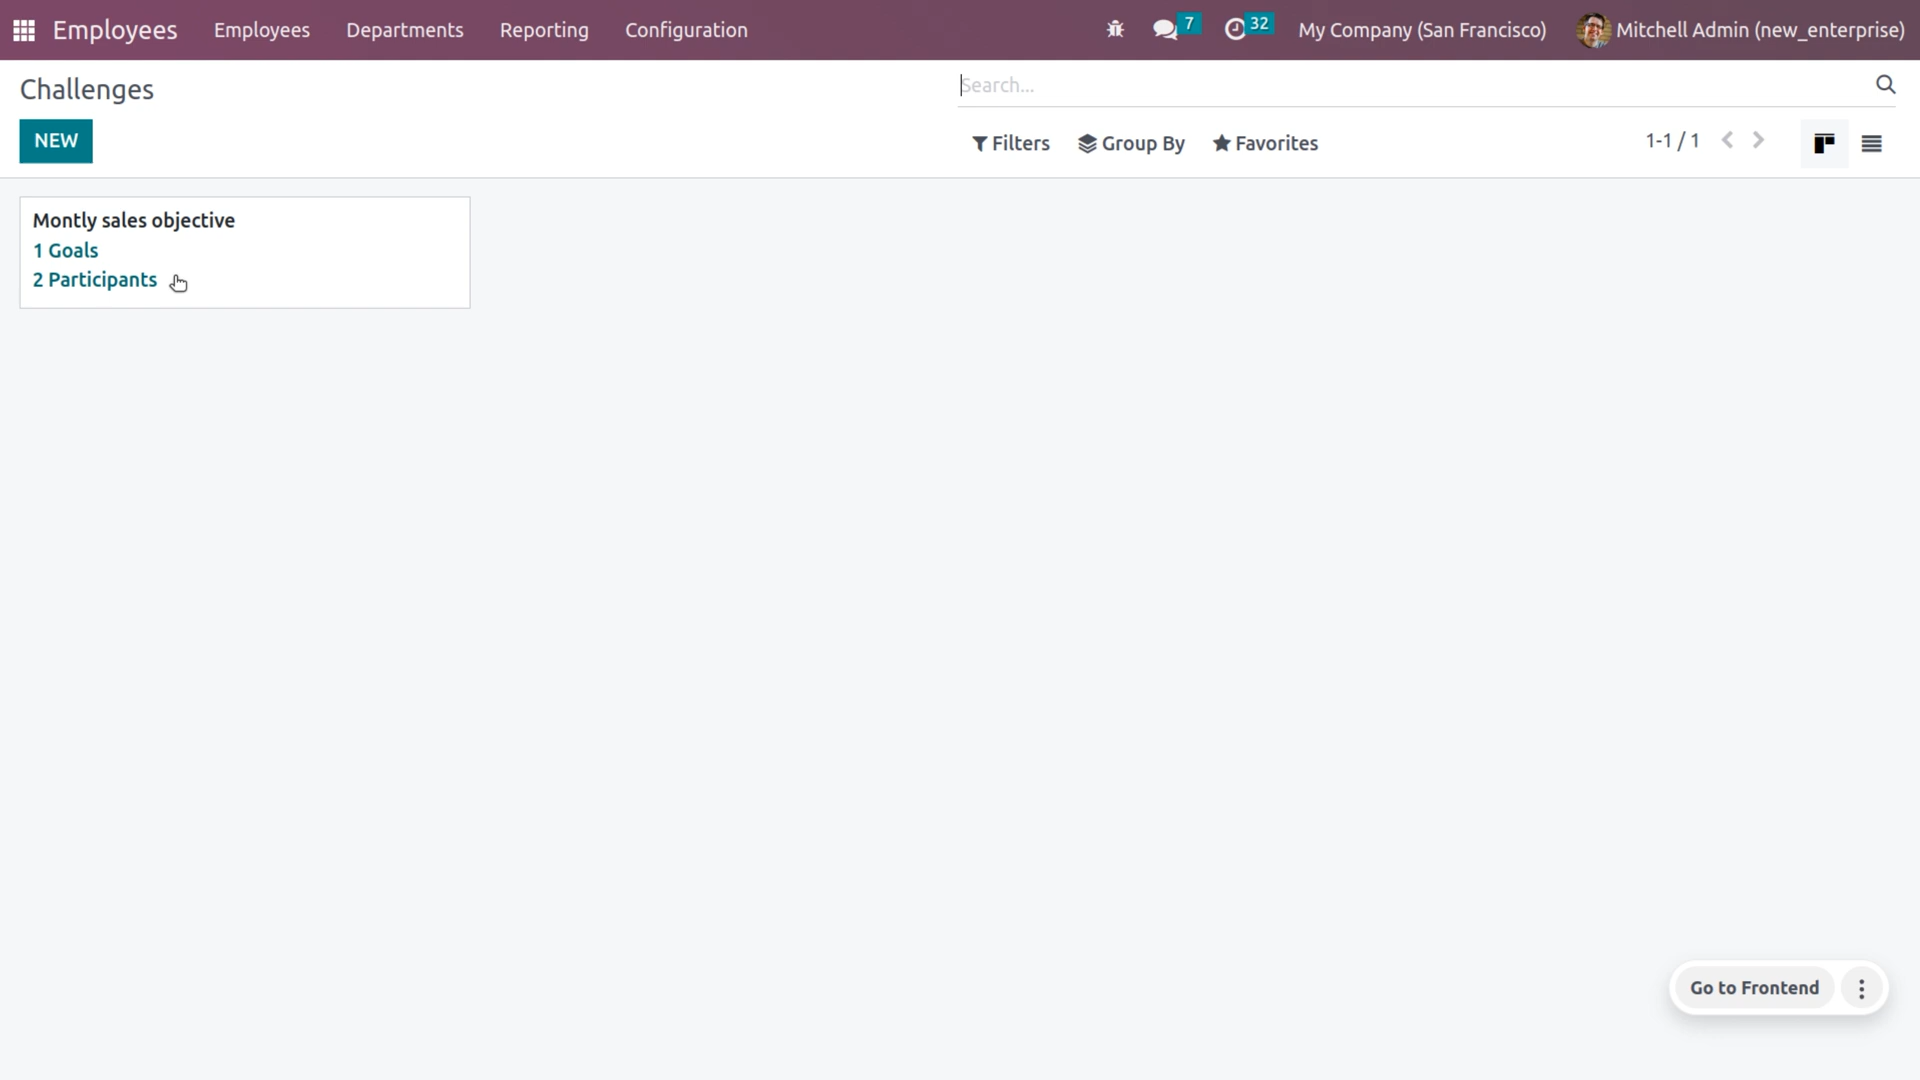 Employees Employees Departments Reporting Configuration 7 32 My Company (San Francisco) Mitchell Admin (new_enterprise)
Challenges
Search...
NEW
Filters Group By Favorites 1-1 / 1
Montly sales objective
1 Goals
2 Participants
Go to Frontend